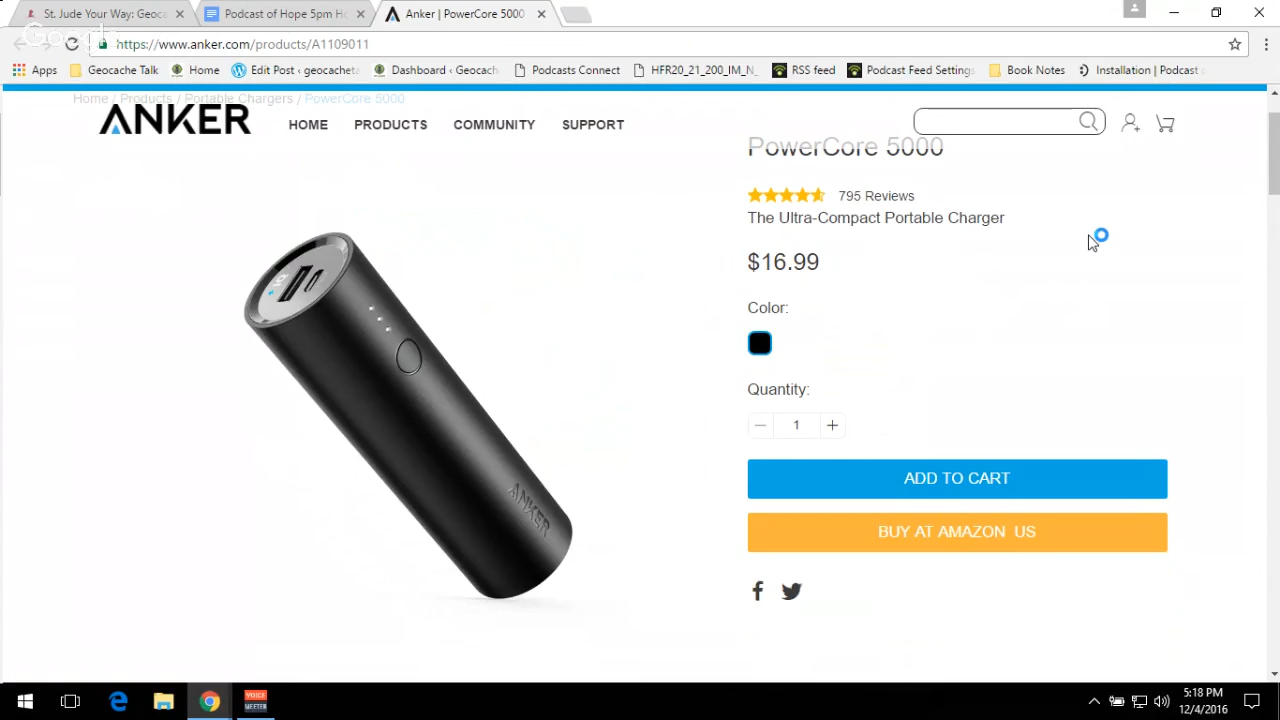 St. Jude Your Way: Geoca
Podcast of Hope 5pm H
Anker | PowerCore 5000
Google
https://www.anker.com/products/A1109011
Apps
Geocache Talk
Home
Edit Post ‹ geocacheta
Dashboard ‹ Geocach
Podcasts Connect
HFR20_21_200_IM_N_
RSS feed
Podcast Feed Settings
Book Notes
Installation | Podcast
Home / Products / Portable Chargers / PowerCore 5000
ANKER
HOME PRODUCTS COMMUNITY SUPPORT
PowerCore 5000
795 Reviews
The Ultra-Compact Portable Charger
$16.99
Color:
Quantity:
− 1 +
ADD TO CART
BUY AT AMAZON US
IQ
ANKER
VOICE
MEETER
5:18 PM
12/4/2016